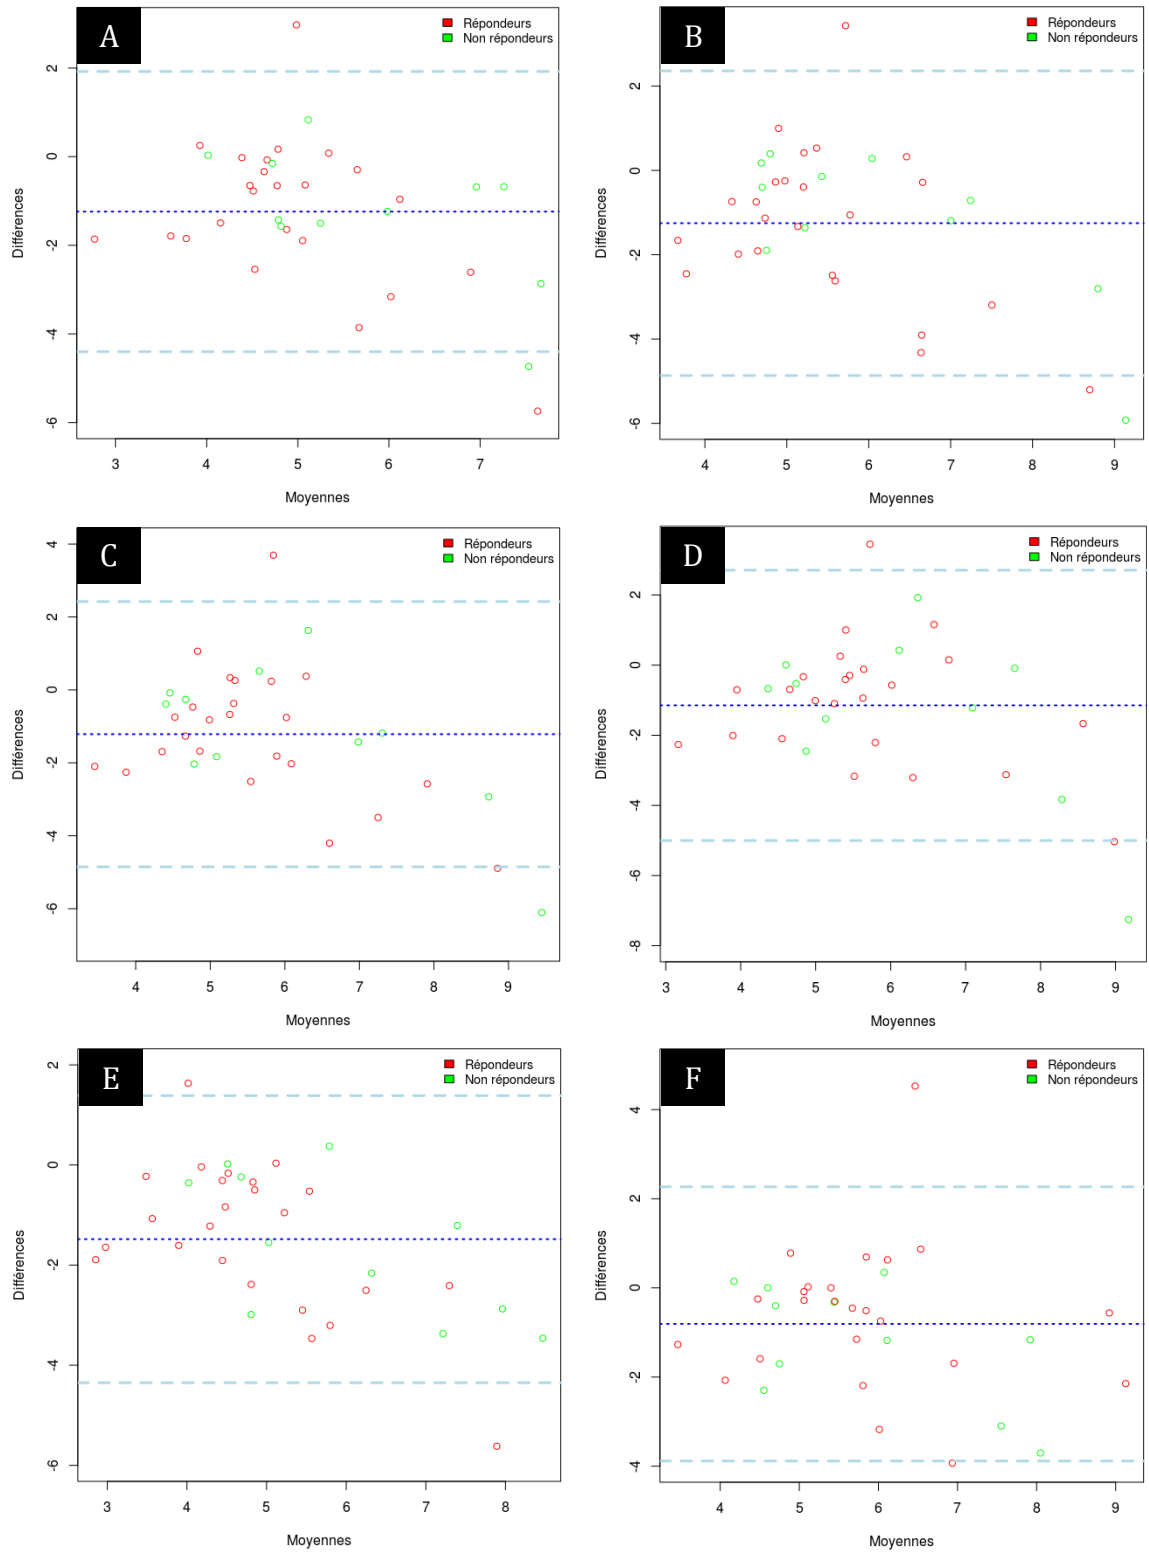 A
Répondeurs
Non répondeurs
2
0
-2
-4
-6
Différences
3 4 5 6 7
Moyennes
B
Répondeurs
Non répondeurs
2
0
-2
-4
-6
Différences
4 5 6 7 8 9
Moyennes
C
Répondeurs
Non répondeurs
4
2
0
-2
-4
-6
Différences
4 5 6 7 8 9
Moyennes
D
Répondeurs
Non répondeurs
2
0
-2
-4
-6
-8
Différences
3 4 5 6 7 8 9
Moyennes
E
Répondeurs
Non répondeurs
2
0
-2
-4
-6
Différences
3 4 5 6 7 8
Moyennes
F
Répondeurs
Non répondeurs
4
2
0
-2
-4
Différences
4 5 6 7 8 9
Moyennes